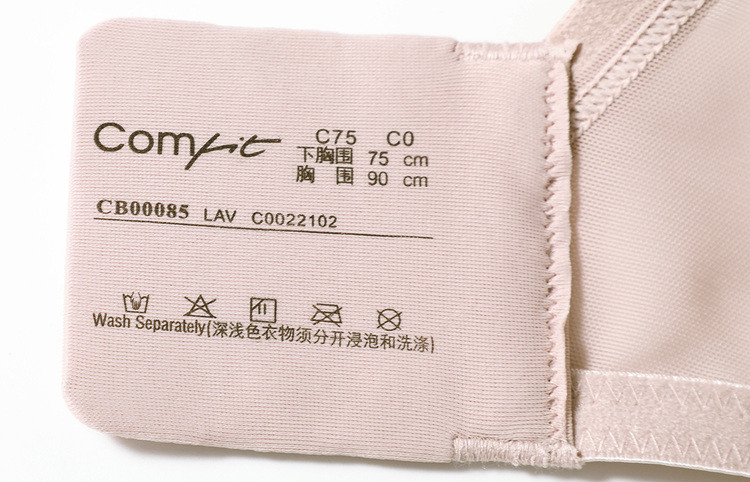 Comfit
C75 C0
下胸围 75 cm
胸 围 90 cm
CB00085 LAV C0022102
Wash Separately(深浅色衣物须分开浸泡和洗涤)